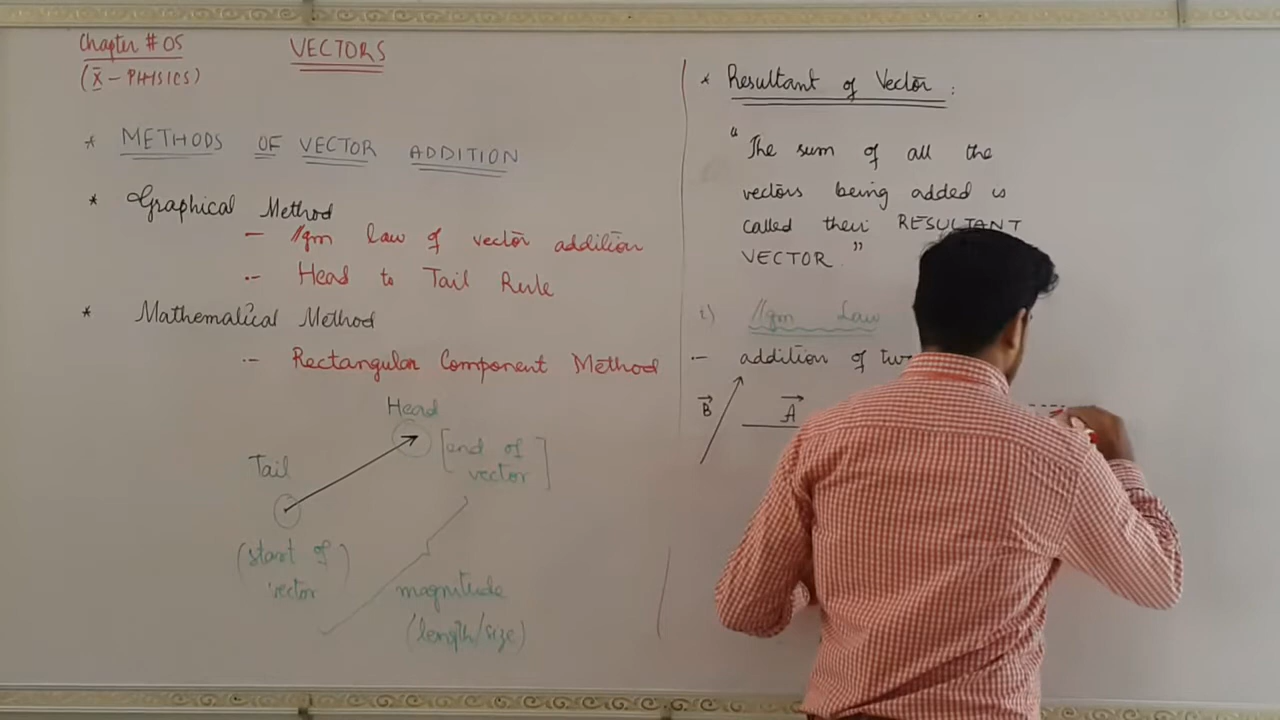 Chapter # 05
VECTORS
(X - PHYSICS)
* METHODS OF VECTOR ADDITION
* Graphical Method
- //gm law of vector addition
- Head to Tail Rule
* Mathematical Method
- Rectangular Component Method
Head
[end of
vector]
Tail
(start of
vector)
magnitude
(length/size)
* Resultant of Vector :
"The sum of all the
vectors being added is
called their RESULTANT
VECTOR."
i) //gm Law
- addition of two
B
A